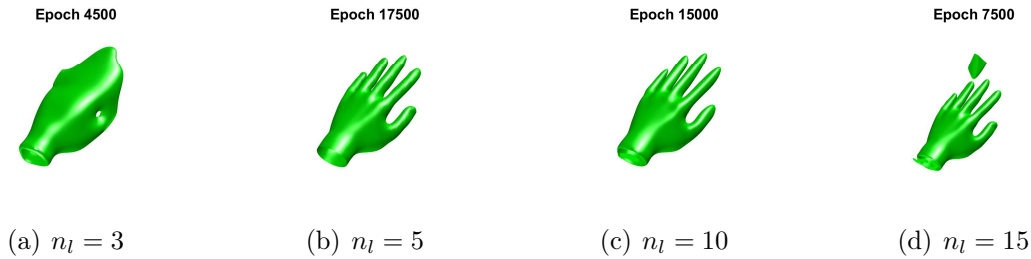 Epoch 4500 Epoch 17500 Epoch 15000 Epoch 7500
(a) n_l = 3 (b) n_l = 5 (c) n_l = 10 (d) n_l = 15